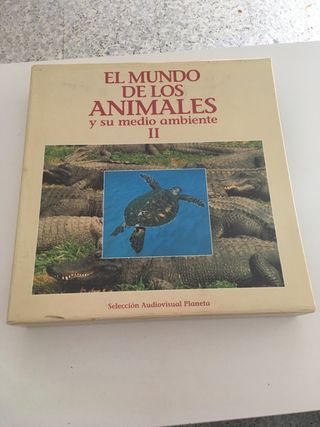 EL MUNDO
DE LOS
ANIMALES
y su medio ambiente
II
Selección Audiovisual Planeta